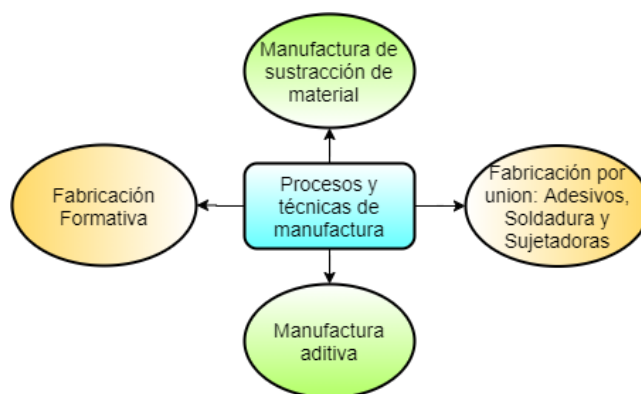 Manufactura de
sustracción de
material
Fabricación
Formativa
Procesos y
técnicas de
manufactura
Fabricación por
union: Adesivos,
Soldadura y
Sujetadoras
Manufactura
aditiva